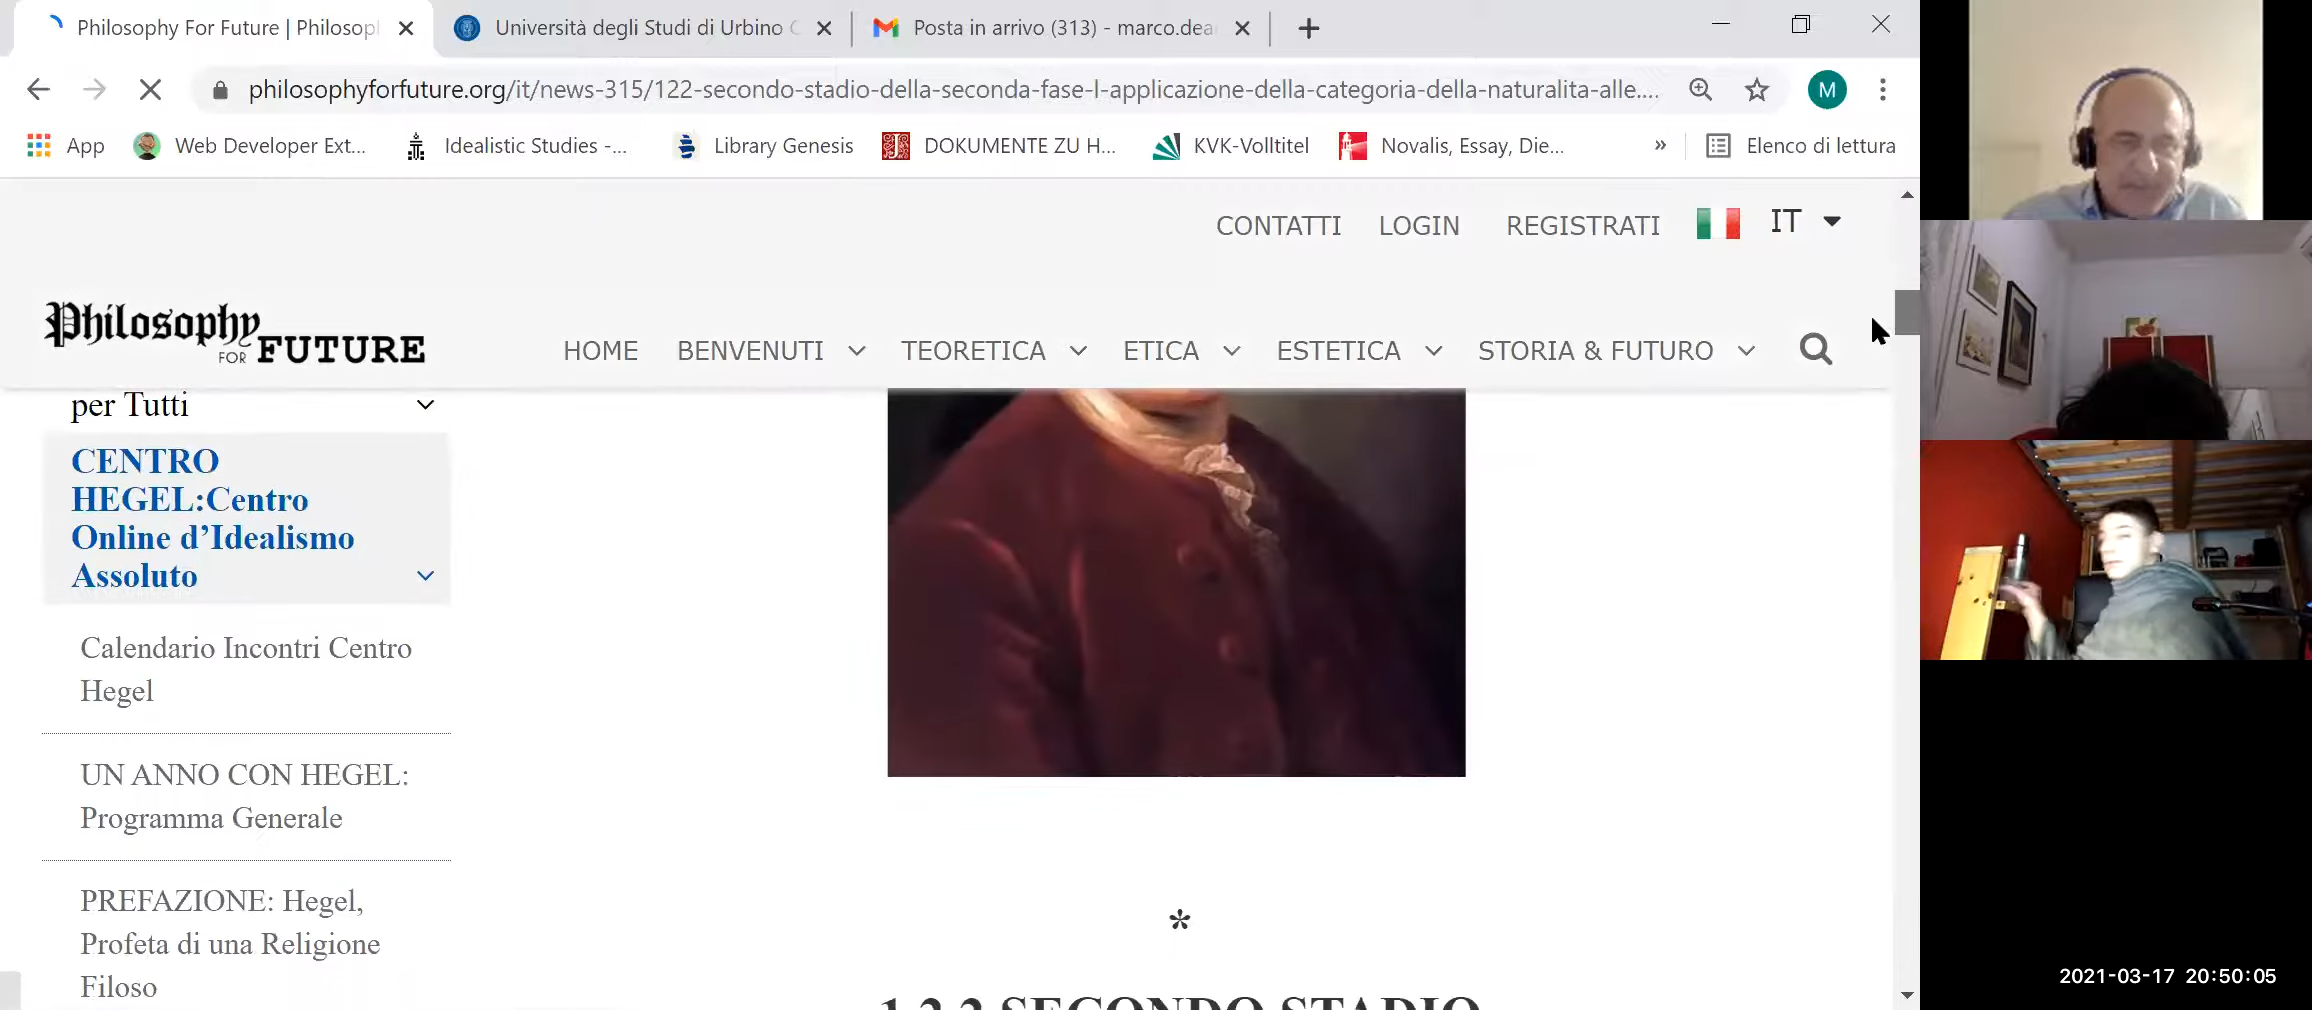 Philosophy For Future | Philosop
Università degli Studi di Urbino C
Posta in arrivo (313) - marco.dea
philosophyforfuture.org/it/news-315/122-secondo-stadio-della-seconda-fase-l-applicazione-della-categoria-della-naturalita-alle....
M
App
Web Developer Ext...
Idealistic Studies -...
Library Genesis
DOKUMENTE ZU H...
KVK-Volltitel
Novalis, Essay, Die...
»
Elenco di lettura
CONTATTI LOGIN REGISTRATI IT
Philosophy
FOR FUTURE
HOME BENVENUTI TEORETICA ETICA ESTETICA STORIA & FUTURO
per Tutti
CENTRO
HEGEL:Centro
Online d’Idealismo
Assoluto
Calendario Incontri Centro
Hegel
UN ANNO CON HEGEL:
Programma Generale
PREFAZIONE: Hegel,
Profeta di una Religione
Filoso
*
1.2.2 SECONDO STADIO
2021-03-17 20:50:05